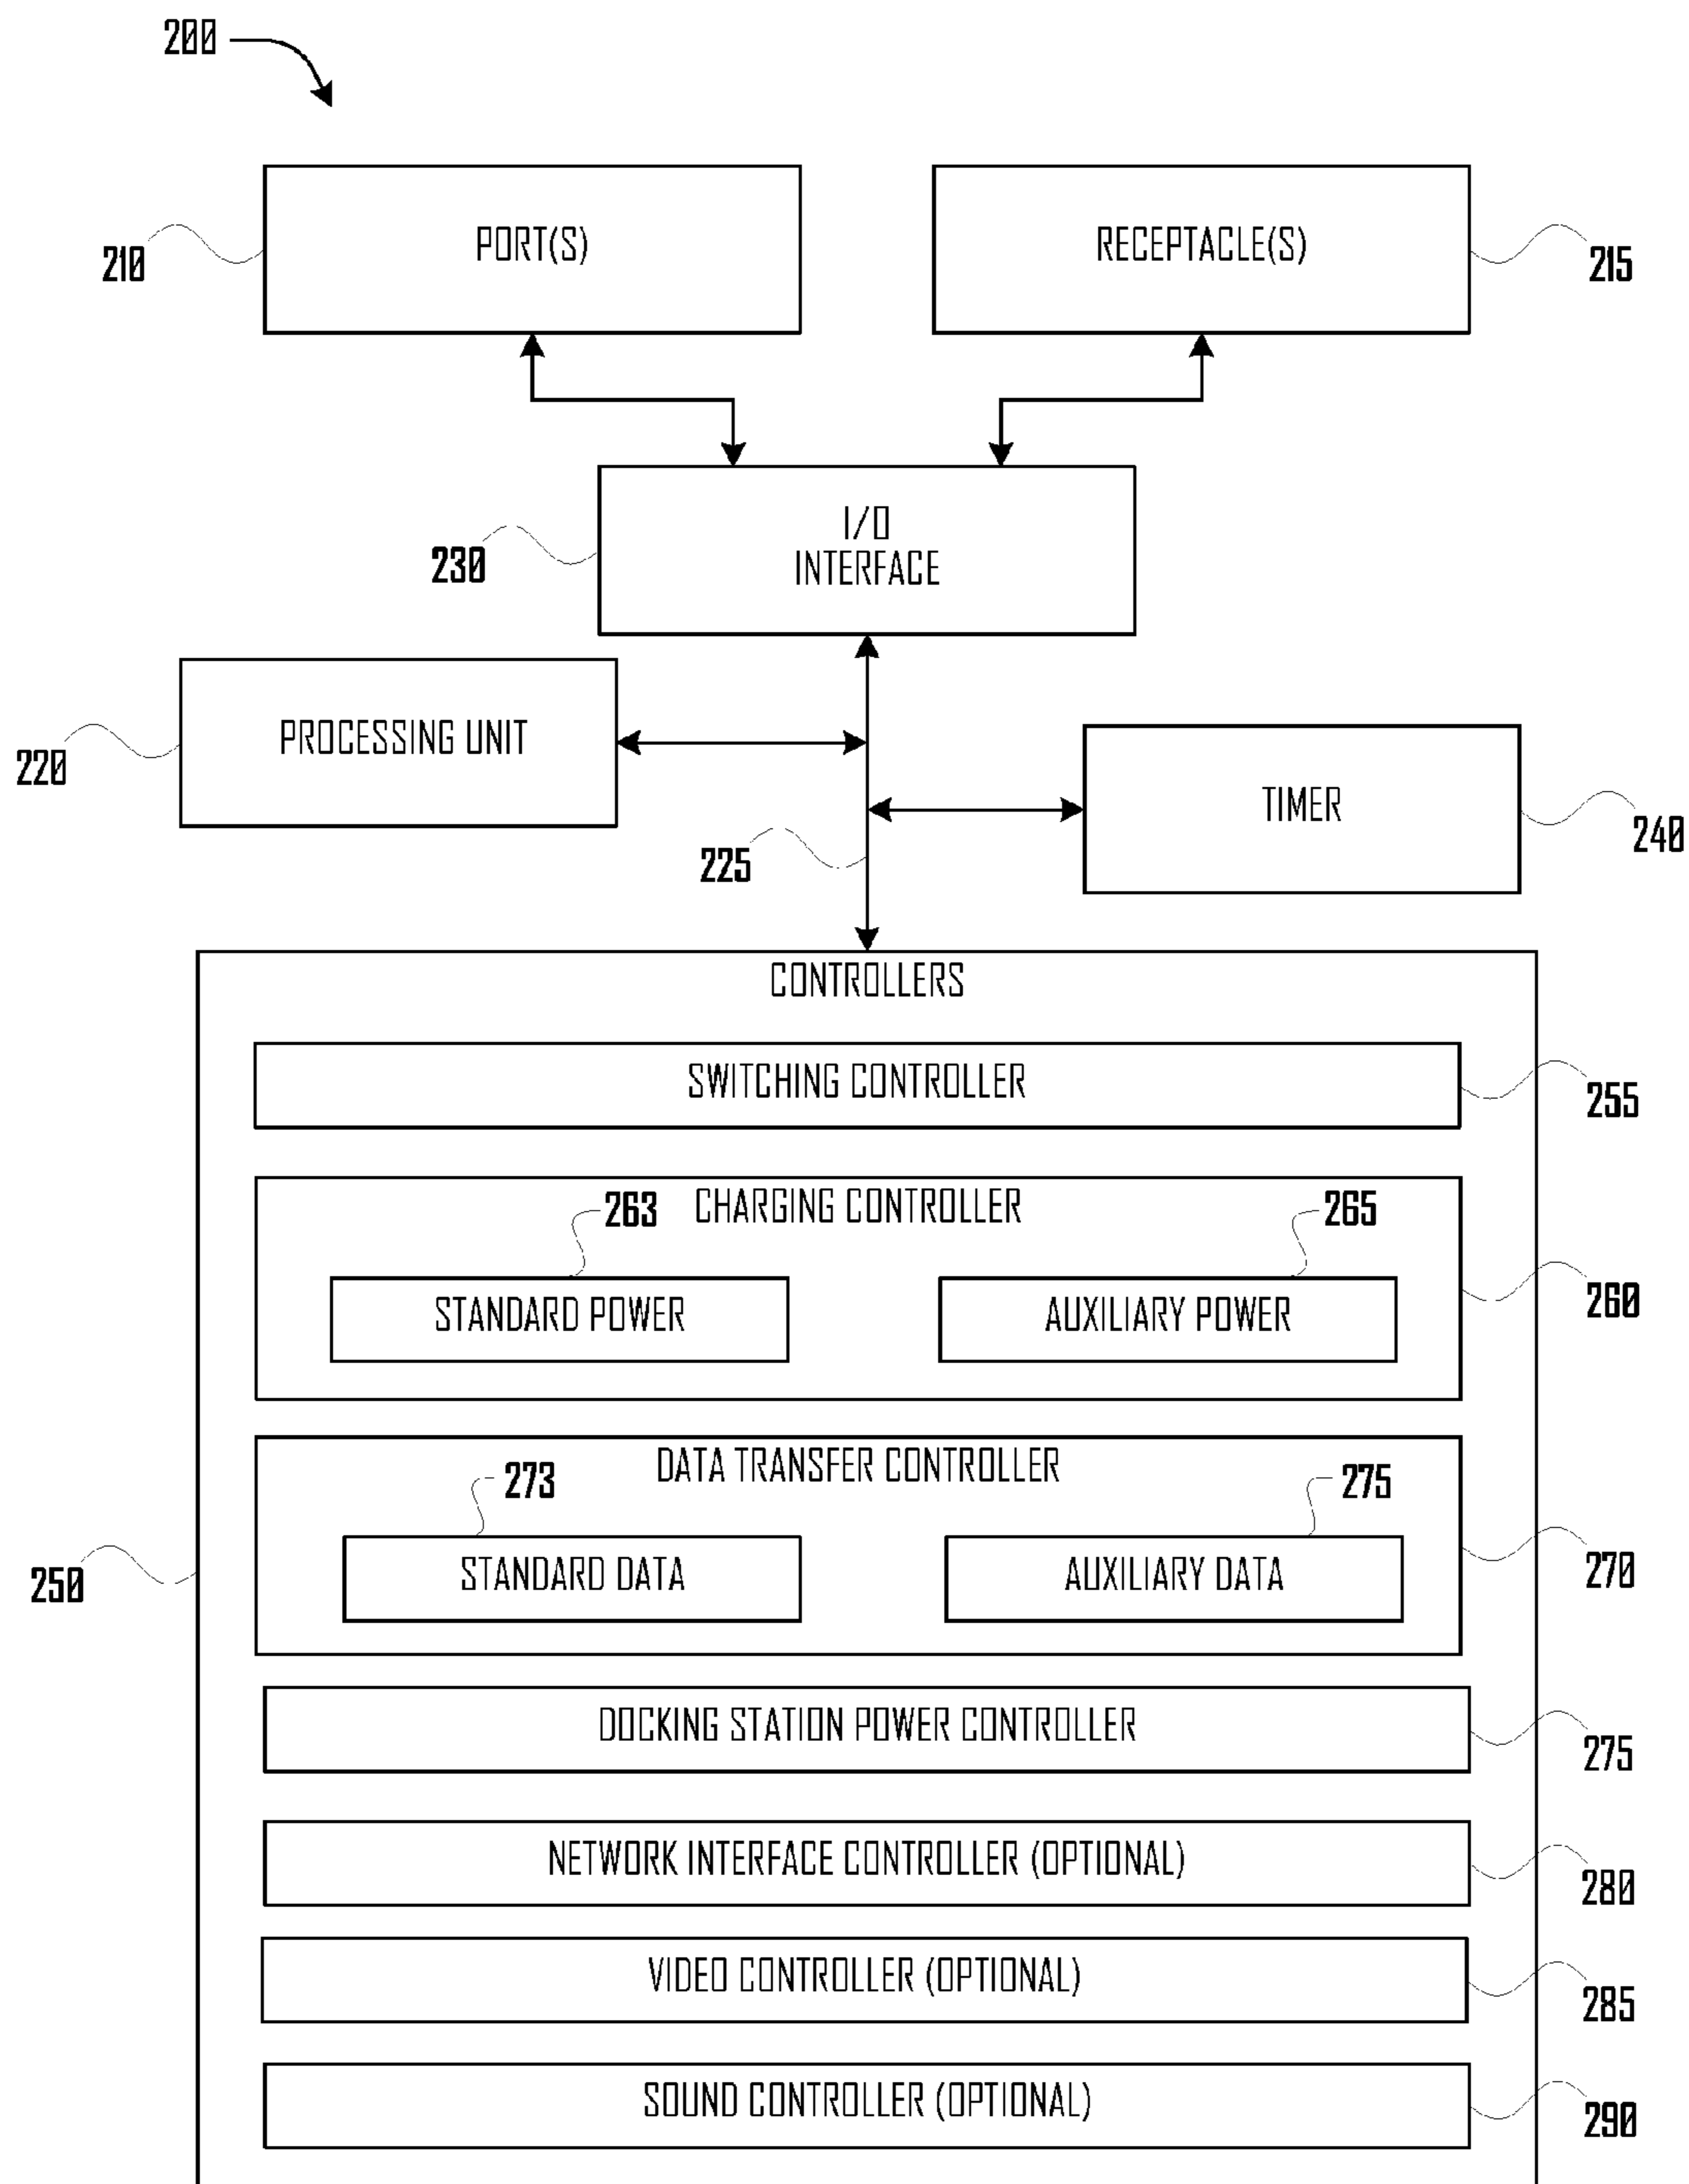 200
PORT(S)
RECEPTACLE(S)
210
215
I/O
INTERFACE
230
PROCESSING UNIT
220
TIMER
240
225
CONTROLLERS
SWITCHING CONTROLLER
255
263
CHARGING CONTROLLER
265
STANDARD POWER
AUXILIARY POWER
260
DATA TRANSFER CONTROLLER
273
275
STANDARD DATA
AUXILIARY DATA
250
270
DOCKING STATION POWER CONTROLLER
275
NETWORK INTERFACE CONTROLLER (OPTIONAL)
280
VIDEO CONTROLLER (OPTIONAL)
285
SOUND CONTROLLER (OPTIONAL)
290